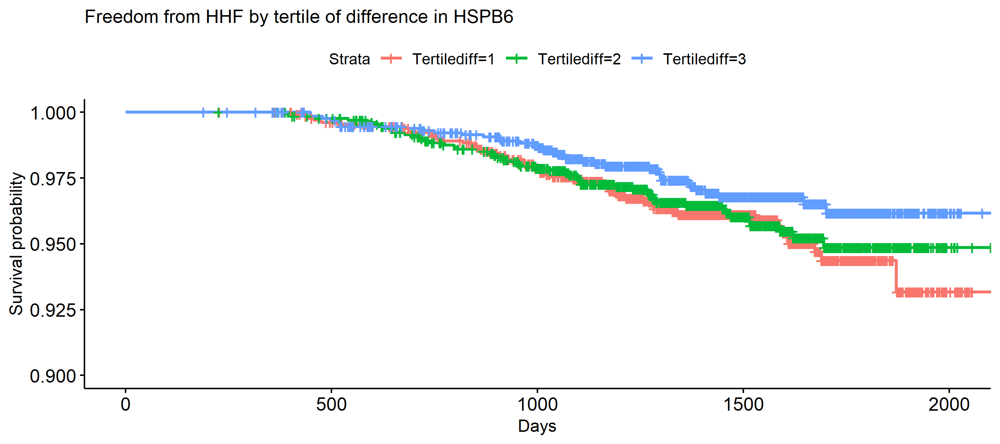 Freedom from HHF by tertile of difference in HSPB6
Strata Tertilediff=1 Tertilediff=2 Tertilediff=3
Survival probability
1.000
0.975
0.950
0.925
0.900
0 500 1000 1500 2000
Days